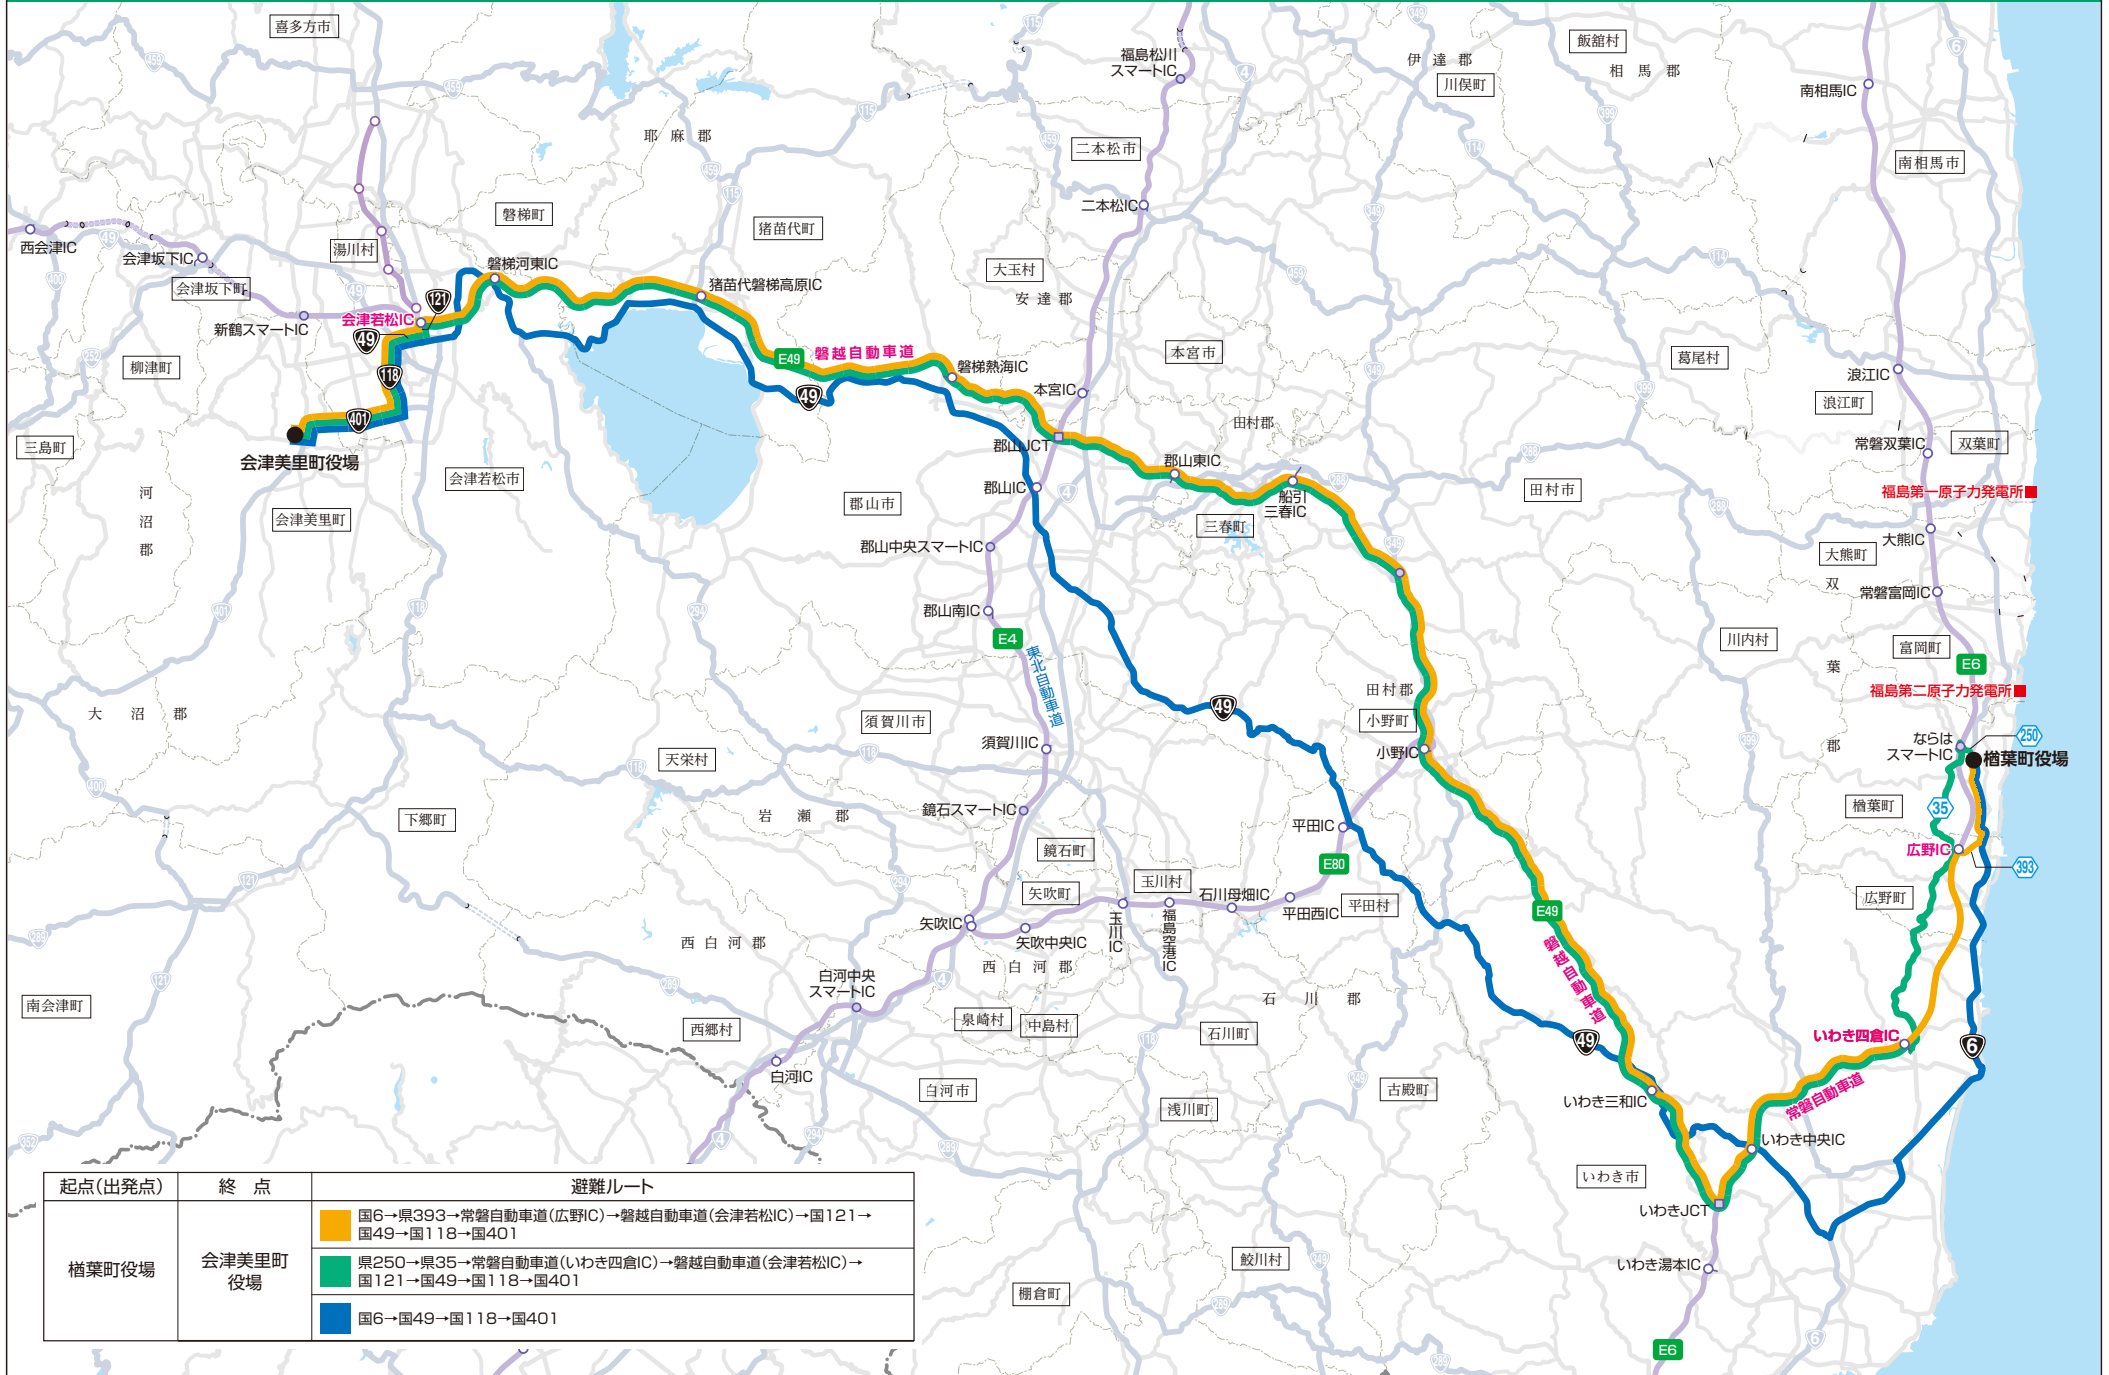 喜多方市
福島松川
スマートIC
伊達郡
飯舘村
相馬郡
川俣町
南相馬IC
耶麻郡
二本松市
南相馬市
磐梯町
猪苗代町
二本松IC
湯川村
西会津IC
会津坂下IC
会津坂下町
磐梯河東IC
猪苗代磐梯高原IC
大玉村
安達郡
121
会津若松IC
新鶴スマートIC
49
柳津町
118
E49
磐越自動車道
磐梯熱海IC
本宮市
本宮IC
葛尾村
浪江IC
浪江町
49
401
三島町
会津美里町役場
会津若松市
田村郡
郡山JCT
郡山東IC
常磐双葉IC
双葉町
河沼郡
会津美里町
郡山市
郡山IC
船引
三春IC
三春町
田村市
福島第一原子力発電所
郡山中央スマートIC
大熊IC
大熊町
双葉郡
常磐富岡IC
郡山南IC
E4
東北自動車道
川内村
富岡町
E6
福島第二原子力発電所
大沼郡
田村郡
49
須賀川市
小野町
須賀川IC
小野IC
天栄村
ならは
スマートIC
250
楢葉町役場
楢葉町
35
下郷町
岩瀬郡
鏡石スマートIC
平田IC
鏡石町
広野IC
393
E80
矢吹町
玉川村
石川母畑IC
平田西IC
平田村
広野町
E49
磐越自動車道
矢吹IC
矢吹中央IC
玉川IC
福島空港IC
西白河郡
西白河郡
白河中央
スマートIC
南会津町
西郷村
泉崎村
中島村
石川郡
石川町
49
いわき四倉IC
6
白河IC
白河市
古殿町
浅川町
いわき三和IC
常磐自動車道
いわき中央IC
いわき市
いわきJCT
鮫川村
いわき湯本IC
棚倉町
E6
起点(出発点)
終 点
避難ルート
楢葉町役場
会津美里町
役場
国6→県393→常磐自動車道(広野IC)→磐越自動車道(会津若松IC)→国121→
国49→国118→国401
県250→県35→常磐自動車道(いわき四倉IC)→磐越自動車道(会津若松IC)→
国121→国49→国118→国401
国6→国49→国118→国401